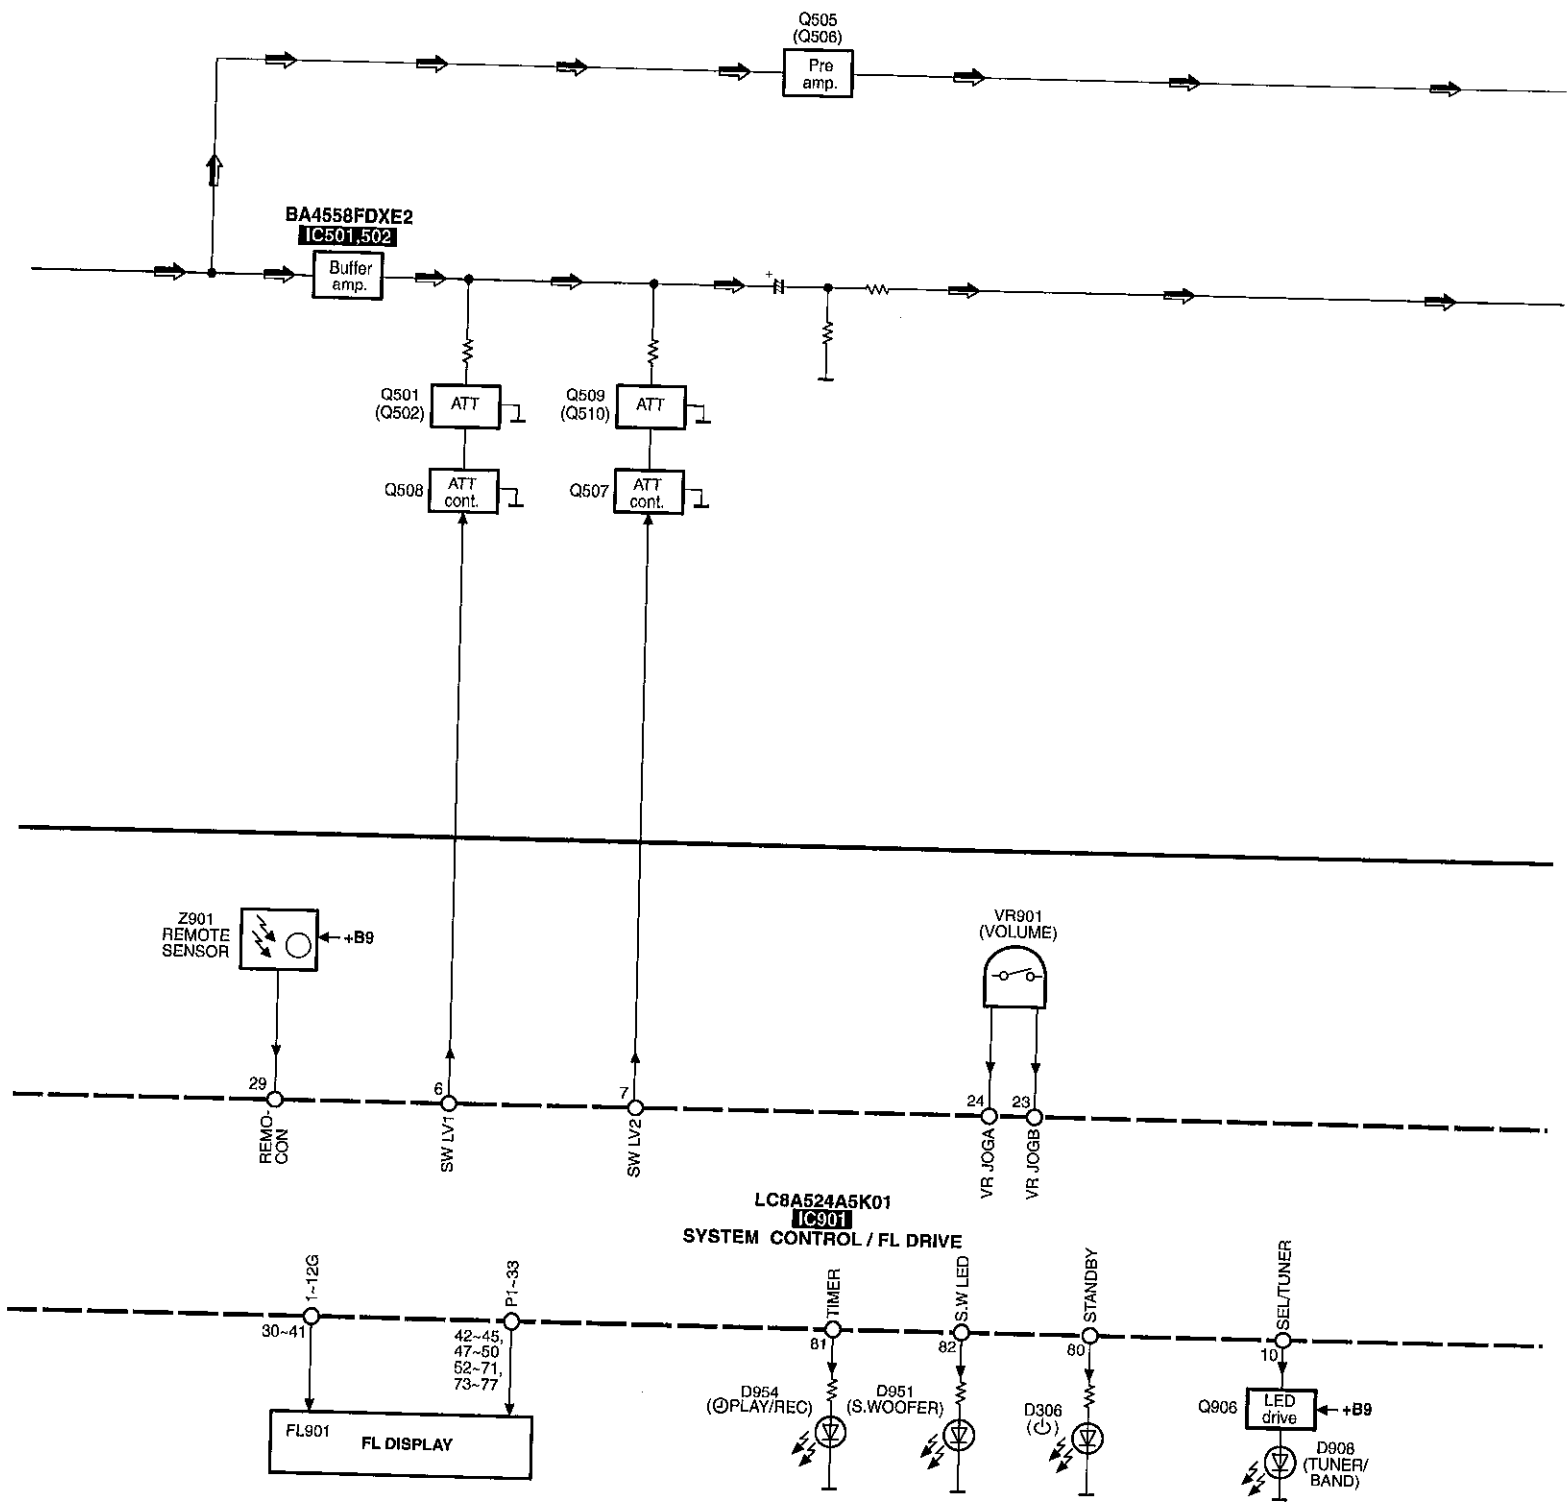 Q505
(Q506)
Pre
amp.
BA4558FDXE2
IC501,502
Buffer
amp.
+
Q501
(Q502)
ATT
Q509
(Q510)
ATT
Q508
ATT
cont.
Q507
ATT
cont.
Z901
REMOTE
SENSOR
+B9
VR901
(VOLUME)
29
6
7
24
23
REMO-
CON
SW LV1
SW LV2
VR JOGA
VR JOGB
LC8A524A5K01
IC901
SYSTEM CONTROL / FL DRIVE
1~12G
P1~33
TIMER
S.W LED
STANDBY
SEL/TUNER
30~41
42~45,
47~50
52~71,
73~77
81
82
80
10
D954
(PLAY/REC)
D951
(S.WOOFER)
D306
(⏻)
Q906
LED
drive
+B9
D908
(TUNER/
BAND)
FL901
FL DISPLAY